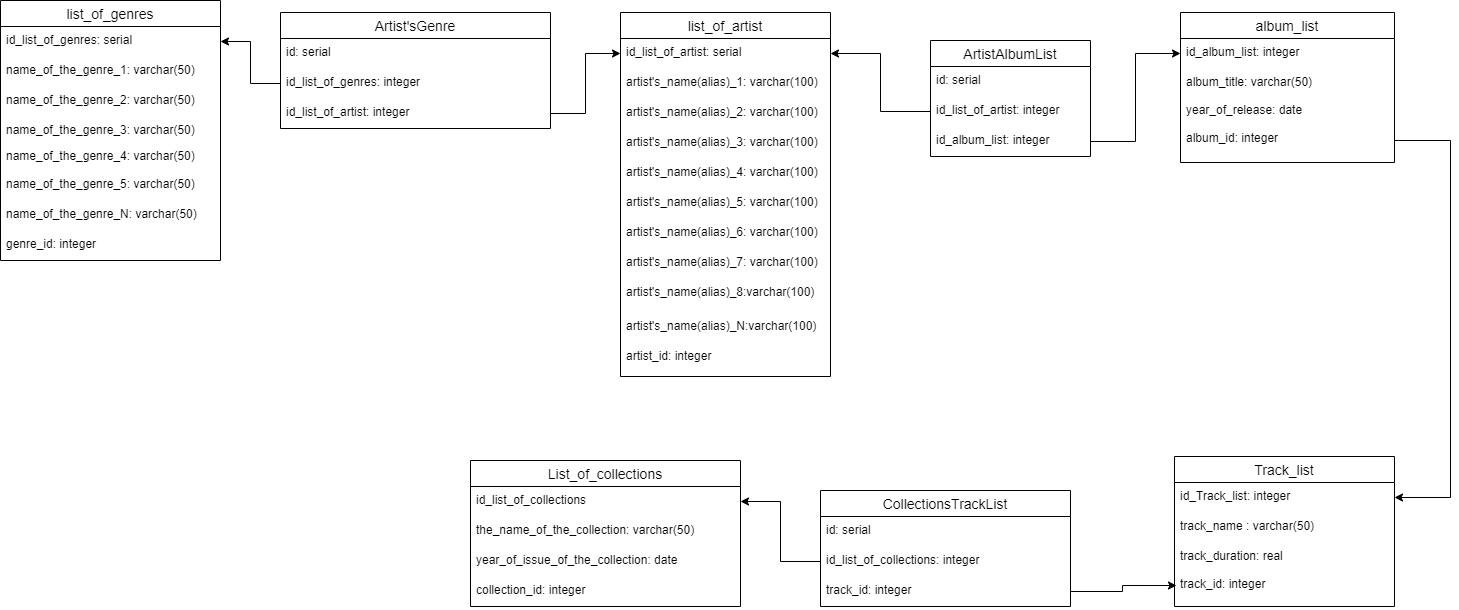 list_of_genres
id_list_of_genres: serial
name_of_the_genre_1: varchar(50)
name_of_the_genre_2: varchar(50)
name_of_the_genre_3: varchar(50)
name_of_the_genre_4: varchar(50)
name_of_the_genre_5: varchar(50)
name_of_the_genre_N: varchar(50)
genre_id: integer
Artist'sGenre
id: serial
id_list_of_genres: integer
id_list_of_artist: integer
list_of_artist
id_list_of_artist: serial
artist's_name(alias)_1: varchar(100)
artist's_name(alias)_2: varchar(100)
artist's_name(alias)_3: varchar(100)
artist's_name(alias)_4: varchar(100)
artist's_name(alias)_5: varchar(100)
artist's_name(alias)_6: varchar(100)
artist's_name(alias)_7: varchar(100)
artist's_name(alias)_8:varchar(100)
artist's_name(alias)_N:varchar(100)
artist_id: integer
ArtistAlbumList
id: serial
id_list_of_artist: integer
id_album_list: integer
album_list
id_album_list: integer
album_title: varchar(50)
year_of_release: date
album_id: integer
List_of_collections
id_list_of_collections
the_name_of_the_collection: varchar(50)
year_of_issue_of_the_collection: date
collection_id: integer
CollectionsTrackList
id: serial
id_list_of_collections: integer
track_id: integer
Track_list
id_Track_list: integer
track_name : varchar(50)
track_duration: real
track_id: integer